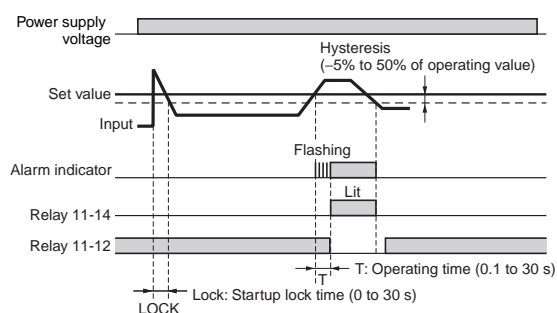 Power supply
voltage
Hysteresis
(–5% to 50% of operating value)
Set value
Input
Flashing
Alarm indicator
Lit
Relay 11-14
Relay 11-12
T
T: Operating time (0.1 to 30 s)
Lock: Startup lock time (0 to 30 s)
LOCK